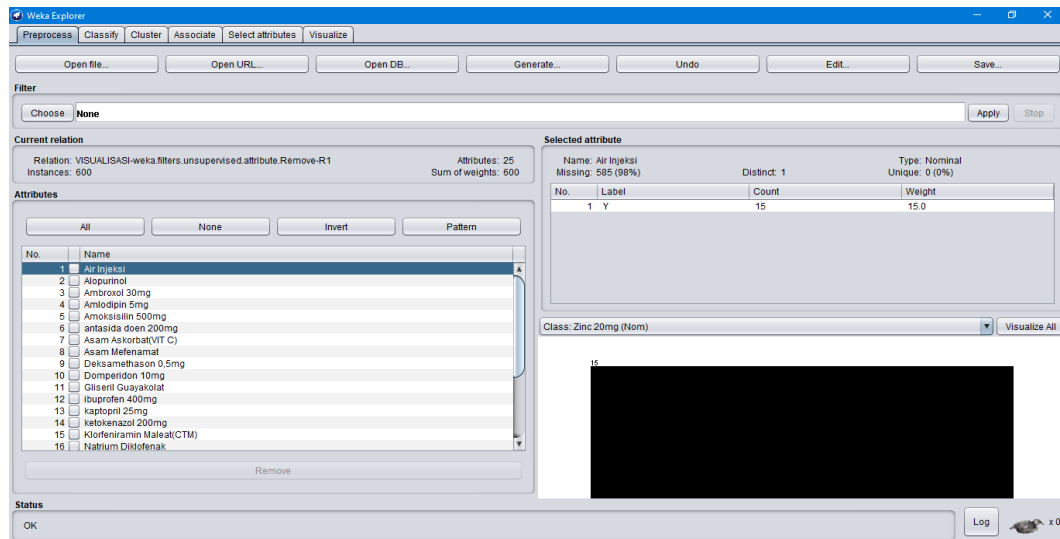 Weka Explorer
Preprocess Classify Cluster Associate Select attributes Visualize
Open file... Open URL... Open DB... Generate... Undo Edit... Save...
Filter
Choose None Apply Stop
Current relation
Relation: VISUALISASI-weka.filters.unsupervised.attribute.Remove-R1 Attributes: 25
Instances: 600 Sum of weights: 600
Attributes
All None Invert Pattern
No. Name
1 Air Injeksi
2 Alopurinol
3 Ambroxol 30mg
4 Amlodipin 5mg
5 Amoksisilin 500mg
6 antasida doen 200mg
7 Asam Askorbat(VIT C)
8 Asam Mefenamat
9 Deksamethason 0,5mg
10 Domperidon 10mg
11 Gliseril Guayakolat
12 ibuprofen 400mg
13 kaptopril 25mg
14 ketokenazol 200mg
15 Klorfeniramin Maleat(CTM)
16 Natrium Diklofenak
Remove
Selected attribute
Name: Air Injeksi Type: Nominal
Missing: 585 (98%) Distinct: 1 Unique: 0 (0%)
No. Label Count Weight
1 Y 15 15.0
Class: Zinc 20mg (Nom) Visualize All
15
Status
OK Log x 0